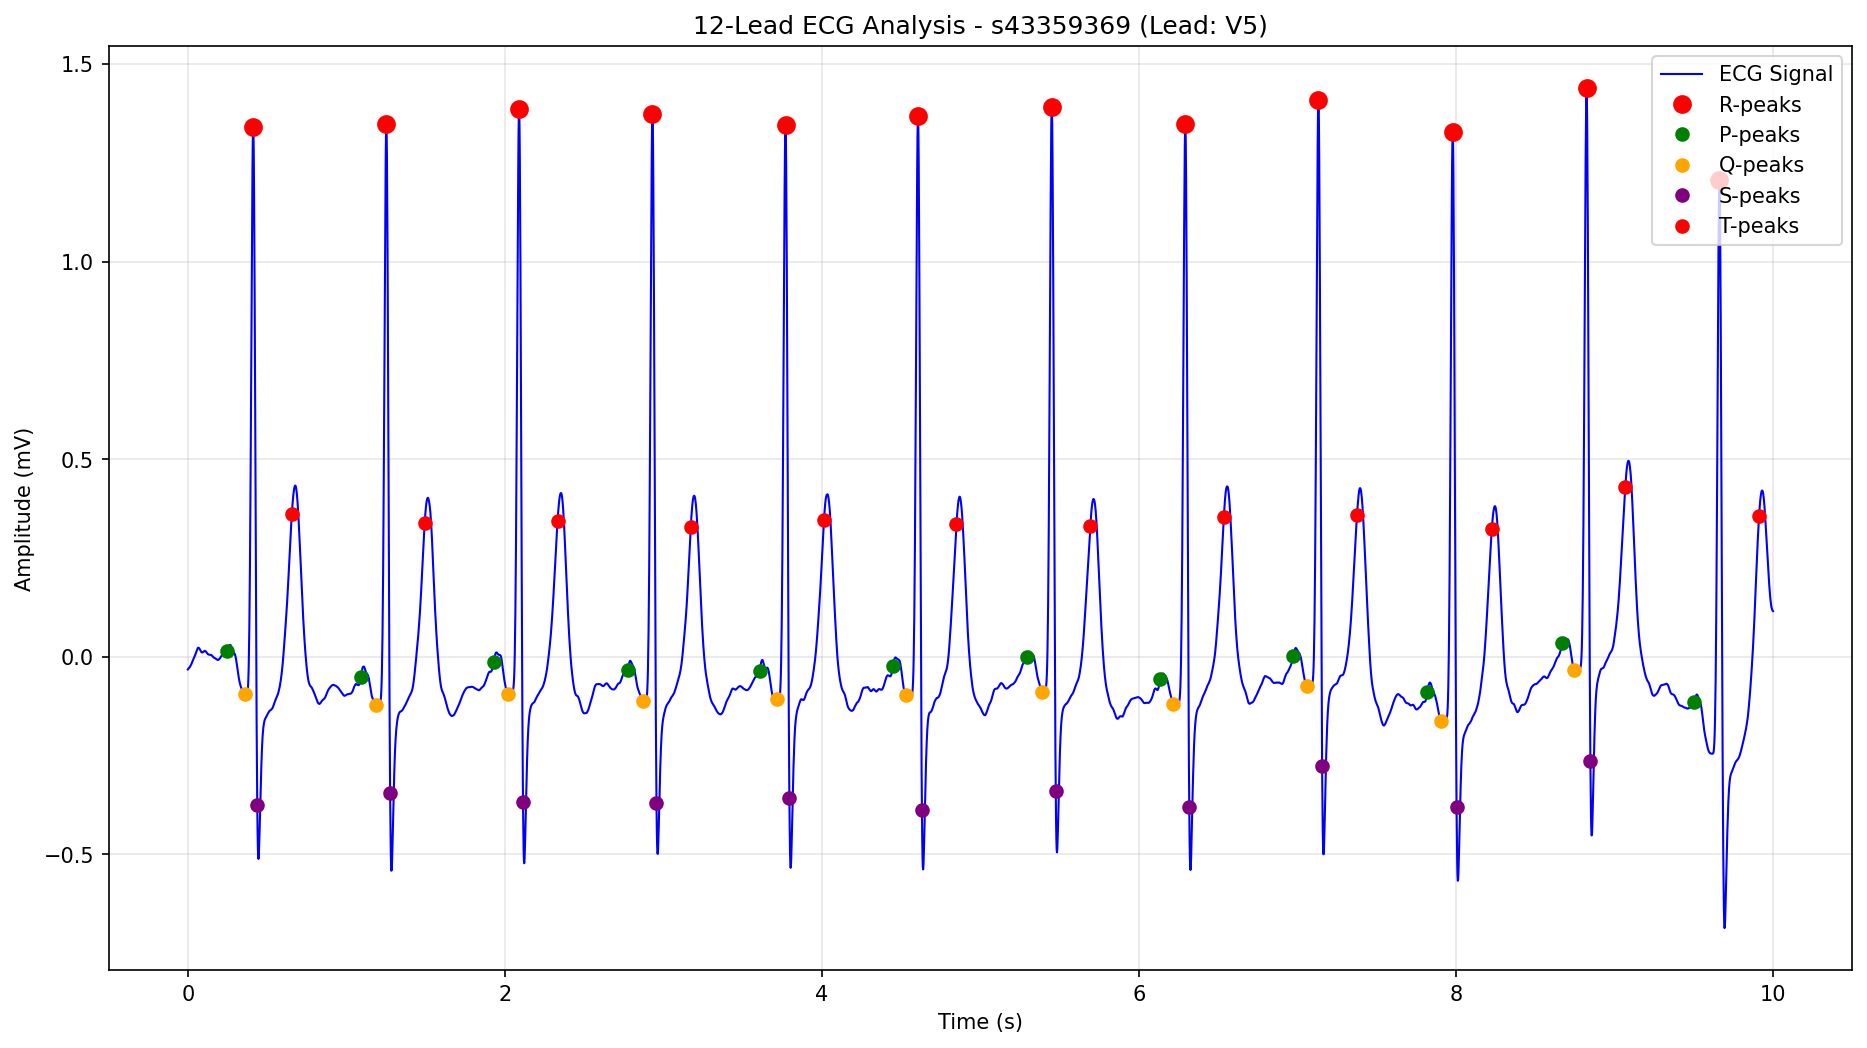 12-Lead ECG Analysis - s43359369 (Lead: V5)
ECG Signal
R-peaks
P-peaks
Q-peaks
S-peaks
T-peaks
Amplitude (mV)
1.5
1.0
0.5
0.0
−0.5
0 2 4 6 8 10
Time (s)